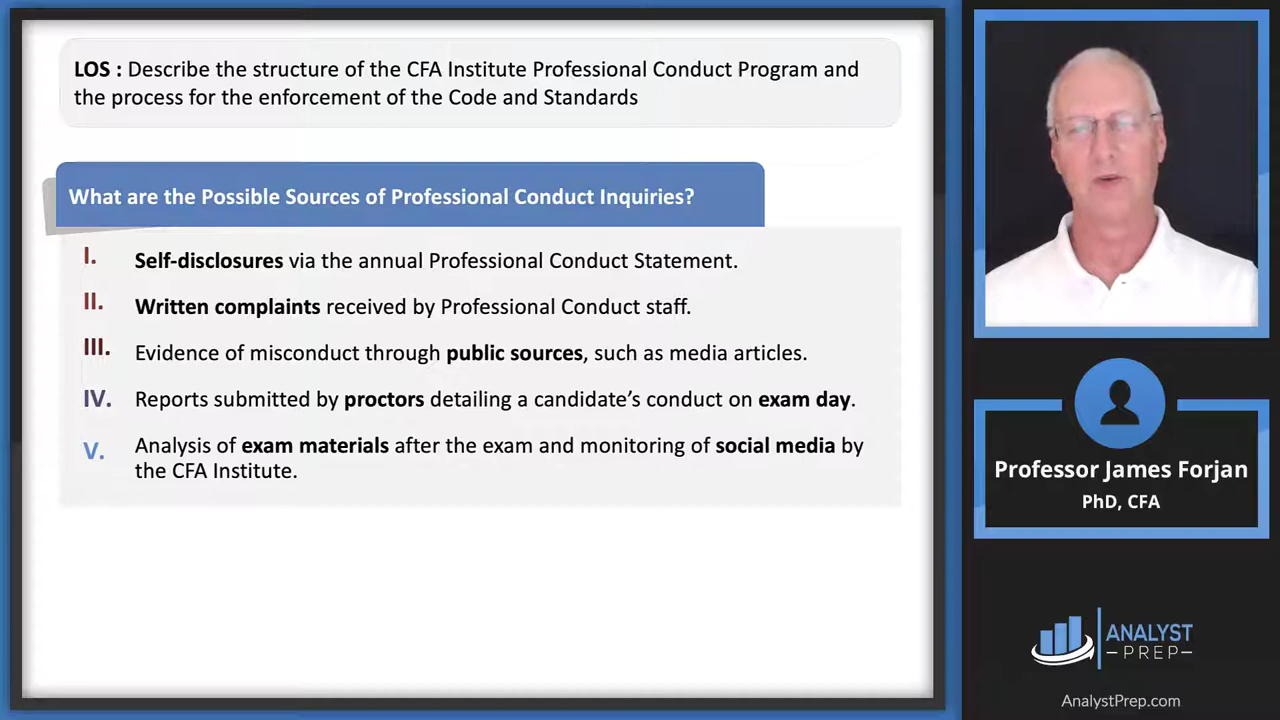 LOS : Describe the structure of the CFA Institute Professional Conduct Program and
the process for the enforcement of the Code and Standards
What are the Possible Sources of Professional Conduct Inquiries?
I. Self-disclosures via the annual Professional Conduct Statement.
II. Written complaints received by Professional Conduct staff.
III. Evidence of misconduct through public sources, such as media articles.
IV. Reports submitted by proctors detailing a candidate’s conduct on exam day.
V. Analysis of exam materials after the exam and monitoring of social media by
the CFA Institute.
Professor James Forjan
PhD, CFA
ANALYST
PREP
AnalystPrep.com